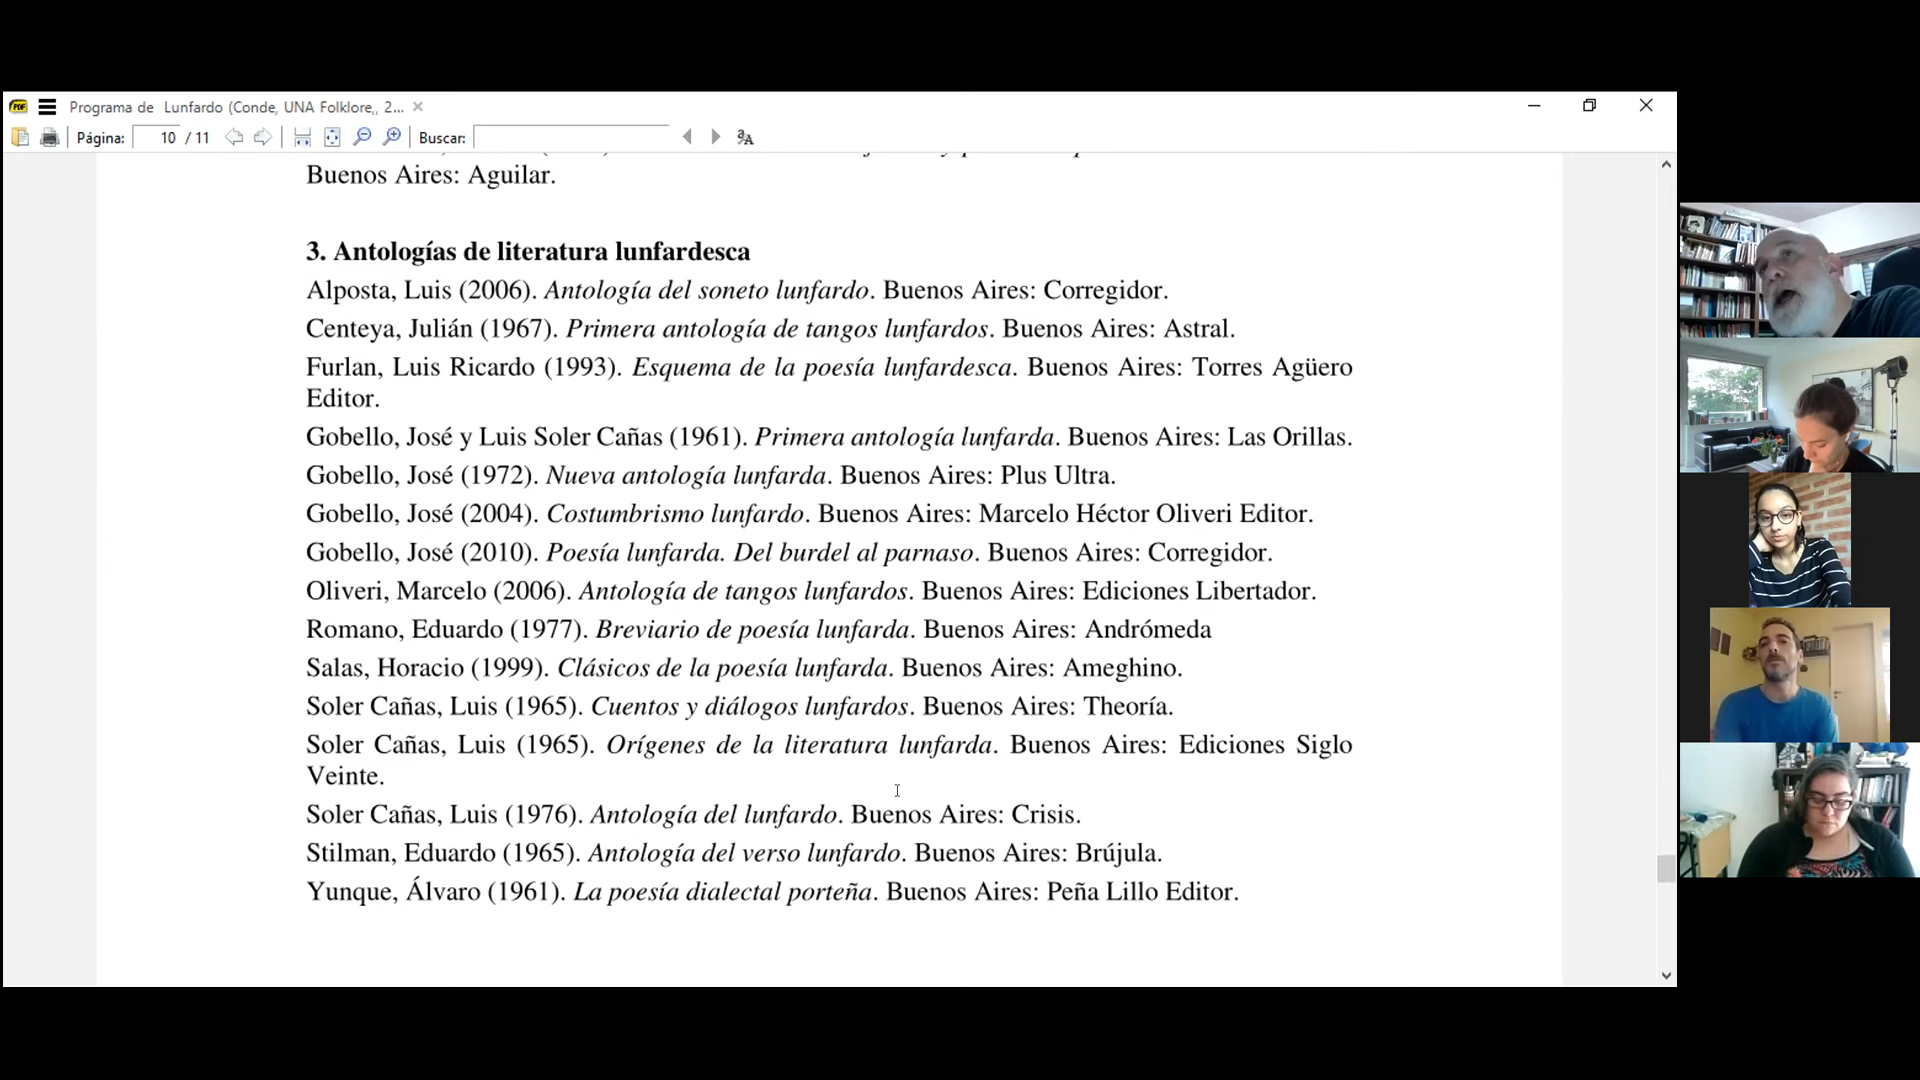 Programa de Lunfardo (Conde, UNA Folklore,, 2...
Página: 10 / 11 Buscar:
Buenos Aires: Aguilar.
3. Antologías de literatura lunfardesca
Alposta, Luis (2006). Antología del soneto lunfardo. Buenos Aires: Corregidor.
Centeya, Julián (1967). Primera antología de tangos lunfardos. Buenos Aires: Astral.
Furlan, Luis Ricardo (1993). Esquema de la poesía lunfardesca. Buenos Aires: Torres Agüero
Editor.
Gobello, José y Luis Soler Cañas (1961). Primera antología lunfarda. Buenos Aires: Las Orillas.
Gobello, José (1972). Nueva antología lunfarda. Buenos Aires: Plus Ultra.
Gobello, José (2004). Costumbrismo lunfardo. Buenos Aires: Marcelo Héctor Oliveri Editor.
Gobello, José (2010). Poesía lunfarda. Del burdel al parnaso. Buenos Aires: Corregidor.
Oliveri, Marcelo (2006). Antología de tangos lunfardos. Buenos Aires: Ediciones Libertador.
Romano, Eduardo (1977). Breviario de poesía lunfarda. Buenos Aires: Andrómeda
Salas, Horacio (1999). Clásicos de la poesía lunfarda. Buenos Aires: Ameghino.
Soler Cañas, Luis (1965). Cuentos y diálogos lunfardos. Buenos Aires: Theoría.
Soler Cañas, Luis (1965). Orígenes de la literatura lunfarda. Buenos Aires: Ediciones Siglo
Veinte.
Soler Cañas, Luis (1976). Antología del lunfardo. Buenos Aires: Crisis.
Stilman, Eduardo (1965). Antología del verso lunfardo. Buenos Aires: Brújula.
Yunque, Álvaro (1961). La poesía dialectal porteña. Buenos Aires: Peña Lillo Editor.